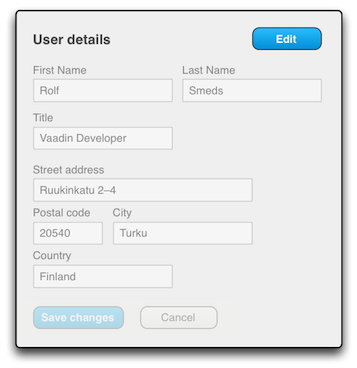 User details Edit
First Name Last Name
Rolf Smeds
Title
Vaadin Developer
Street address
Ruukinkatu 2–4
Postal code City
20540 Turku
Country
Finland
Save changes Cancel